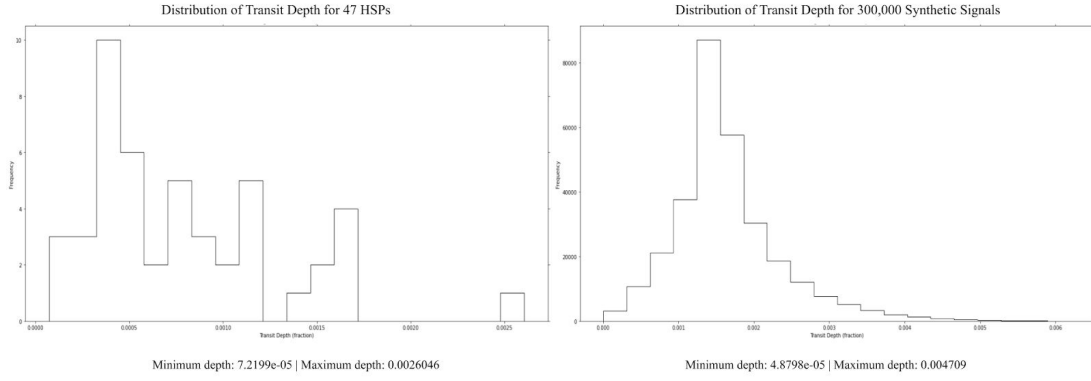 Distribution of Transit Depth for 47 HSPs
10
8
6
4
2
0
Frequency
0.0000 0.0005 0.0010 0.0015 0.0020 0.0025
Transit Depth (fraction)
Minimum depth: 7.2199e-05 | Maximum depth: 0.0026046
Distribution of Transit Depth for 300,000 Synthetic Signals
80000
60000
40000
20000
0
Frequency
0.000 0.001 0.002 0.003 0.004 0.005 0.006
Transit Depth (fraction)
Minimum depth: 4.8798e-05 | Maximum depth: 0.004709